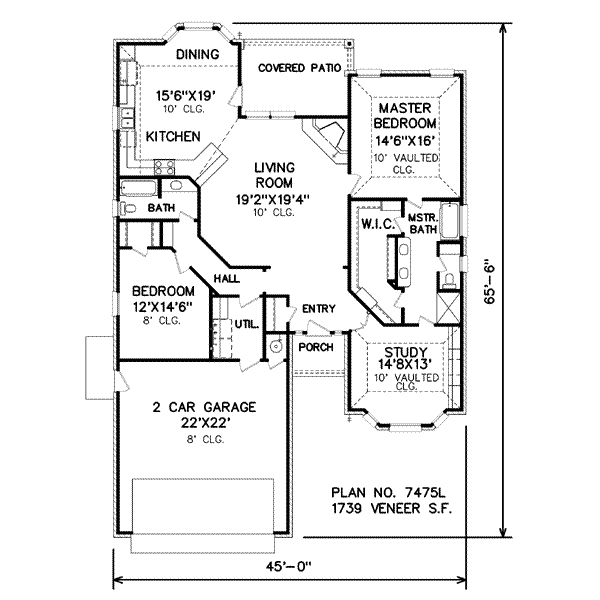 DINING
COVERED PATIO
15'6"X19'
10' CLG.
KITCHEN
MASTER
BEDROOM
14'6"X16'
10' VAULTED
CLG.
LIVING
ROOM
19'2"X19'4"
10' CLG.
BATH
W.I.C.
MSTR.
BATH
HALL
BEDROOM
12'X14'6"
8' CLG.
UTIL.
ENTRY
PORCH
STUDY
14'8X13'
10' VAULTED
CLG.
2 CAR GARAGE
22'X22'
8' CLG.
65'-6"
PLAN NO. 7475L
1739 VENEER S.F.
45'-0"